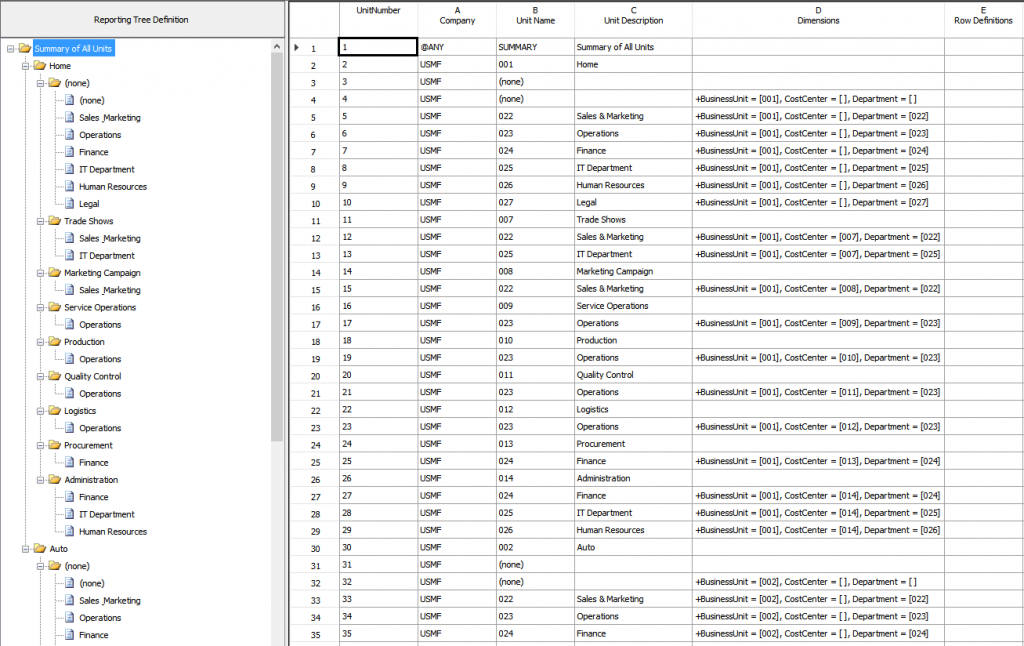 Reporting Tree Definition
Summary of All Units
Home
(none)
(none)
Sales_Marketing
Operations
Finance
IT Department
Human Resources
Legal
Trade Shows
Sales_Marketing
IT Department
Marketing Campaign
Sales_Marketing
Service Operations
Operations
Production
Operations
Quality Control
Operations
Logistics
Operations
Procurement
Finance
Administration
Finance
IT Department
Human Resources
Auto
(none)
(none)
Sales_Marketing
Operations
Finance
UnitNumber A B C D E
Company Unit Name Unit Description Dimensions Row Definitions
1 1 @ANY SUMMARY Summary of All Units
2 2 USMF 001 Home
3 3 USMF (none)
4 4 USMF (none) +BusinessUnit = [001], CostCenter = [ ], Department = [ ]
5 5 USMF 022 Sales & Marketing +BusinessUnit = [001], CostCenter = [ ], Department = [022]
6 6 USMF 023 Operations +BusinessUnit = [001], CostCenter = [ ], Department = [023]
7 7 USMF 024 Finance +BusinessUnit = [001], CostCenter = [ ], Department = [024]
8 8 USMF 025 IT Department +BusinessUnit = [001], CostCenter = [ ], Department = [025]
9 9 USMF 026 Human Resources +BusinessUnit = [001], CostCenter = [ ], Department = [026]
10 10 USMF 027 Legal +BusinessUnit = [001], CostCenter = [ ], Department = [027]
11 11 USMF 007 Trade Shows
12 12 USMF 022 Sales & Marketing +BusinessUnit = [001], CostCenter = [007], Department = [022]
13 13 USMF 025 IT Department +BusinessUnit = [001], CostCenter = [007], Department = [025]
14 14 USMF 008 Marketing Campaign
15 15 USMF 022 Sales & Marketing +BusinessUnit = [001], CostCenter = [008], Department = [022]
16 16 USMF 009 Service Operations
17 17 USMF 023 Operations +BusinessUnit = [001], CostCenter = [009], Department = [023]
18 18 USMF 010 Production
19 19 USMF 023 Operations +BusinessUnit = [001], CostCenter = [010], Department = [023]
20 20 USMF 011 Quality Control
21 21 USMF 023 Operations +BusinessUnit = [001], CostCenter = [011], Department = [023]
22 22 USMF 012 Logistics
23 23 USMF 023 Operations +BusinessUnit = [001], CostCenter = [012], Department = [023]
24 24 USMF 013 Procurement
25 25 USMF 024 Finance +BusinessUnit = [001], CostCenter = [013], Department = [024]
26 26 USMF 014 Administration
27 27 USMF 024 Finance +BusinessUnit = [001], CostCenter = [014], Department = [024]
28 28 USMF 025 IT Department +BusinessUnit = [001], CostCenter = [014], Department = [025]
29 29 USMF 026 Human Resources +BusinessUnit = [001], CostCenter = [014], Department = [026]
30 30 USMF 002 Auto
31 31 USMF (none)
32 32 USMF (none) +BusinessUnit = [002], CostCenter = [ ], Department = [ ]
33 33 USMF 022 Sales & Marketing +BusinessUnit = [002], CostCenter = [ ], Department = [022]
34 34 USMF 023 Operations +BusinessUnit = [002], CostCenter = [ ], Department = [023]
35 35 USMF 024 Finance +BusinessUnit = [002], CostCenter = [ ], Department = [024]